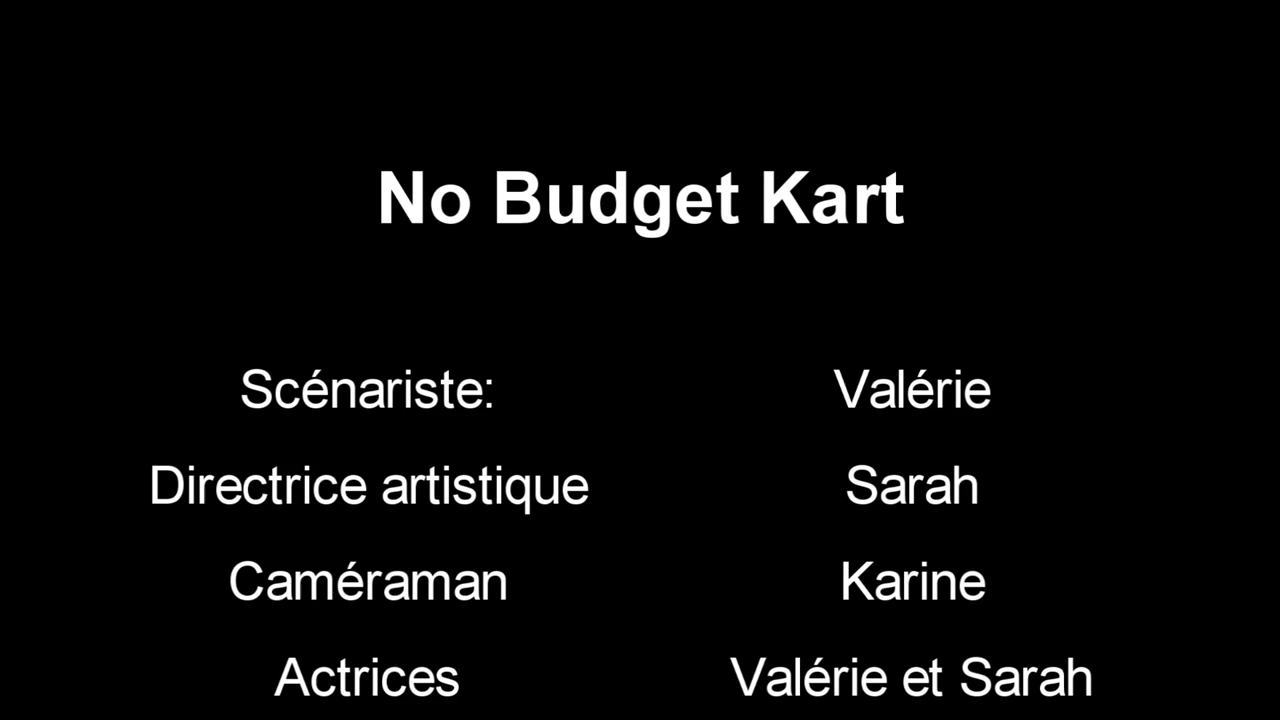 No Budget Kart
Scénariste: Valérie
Directrice artistique Sarah
Caméraman Karine
Actrices Valérie et Sarah